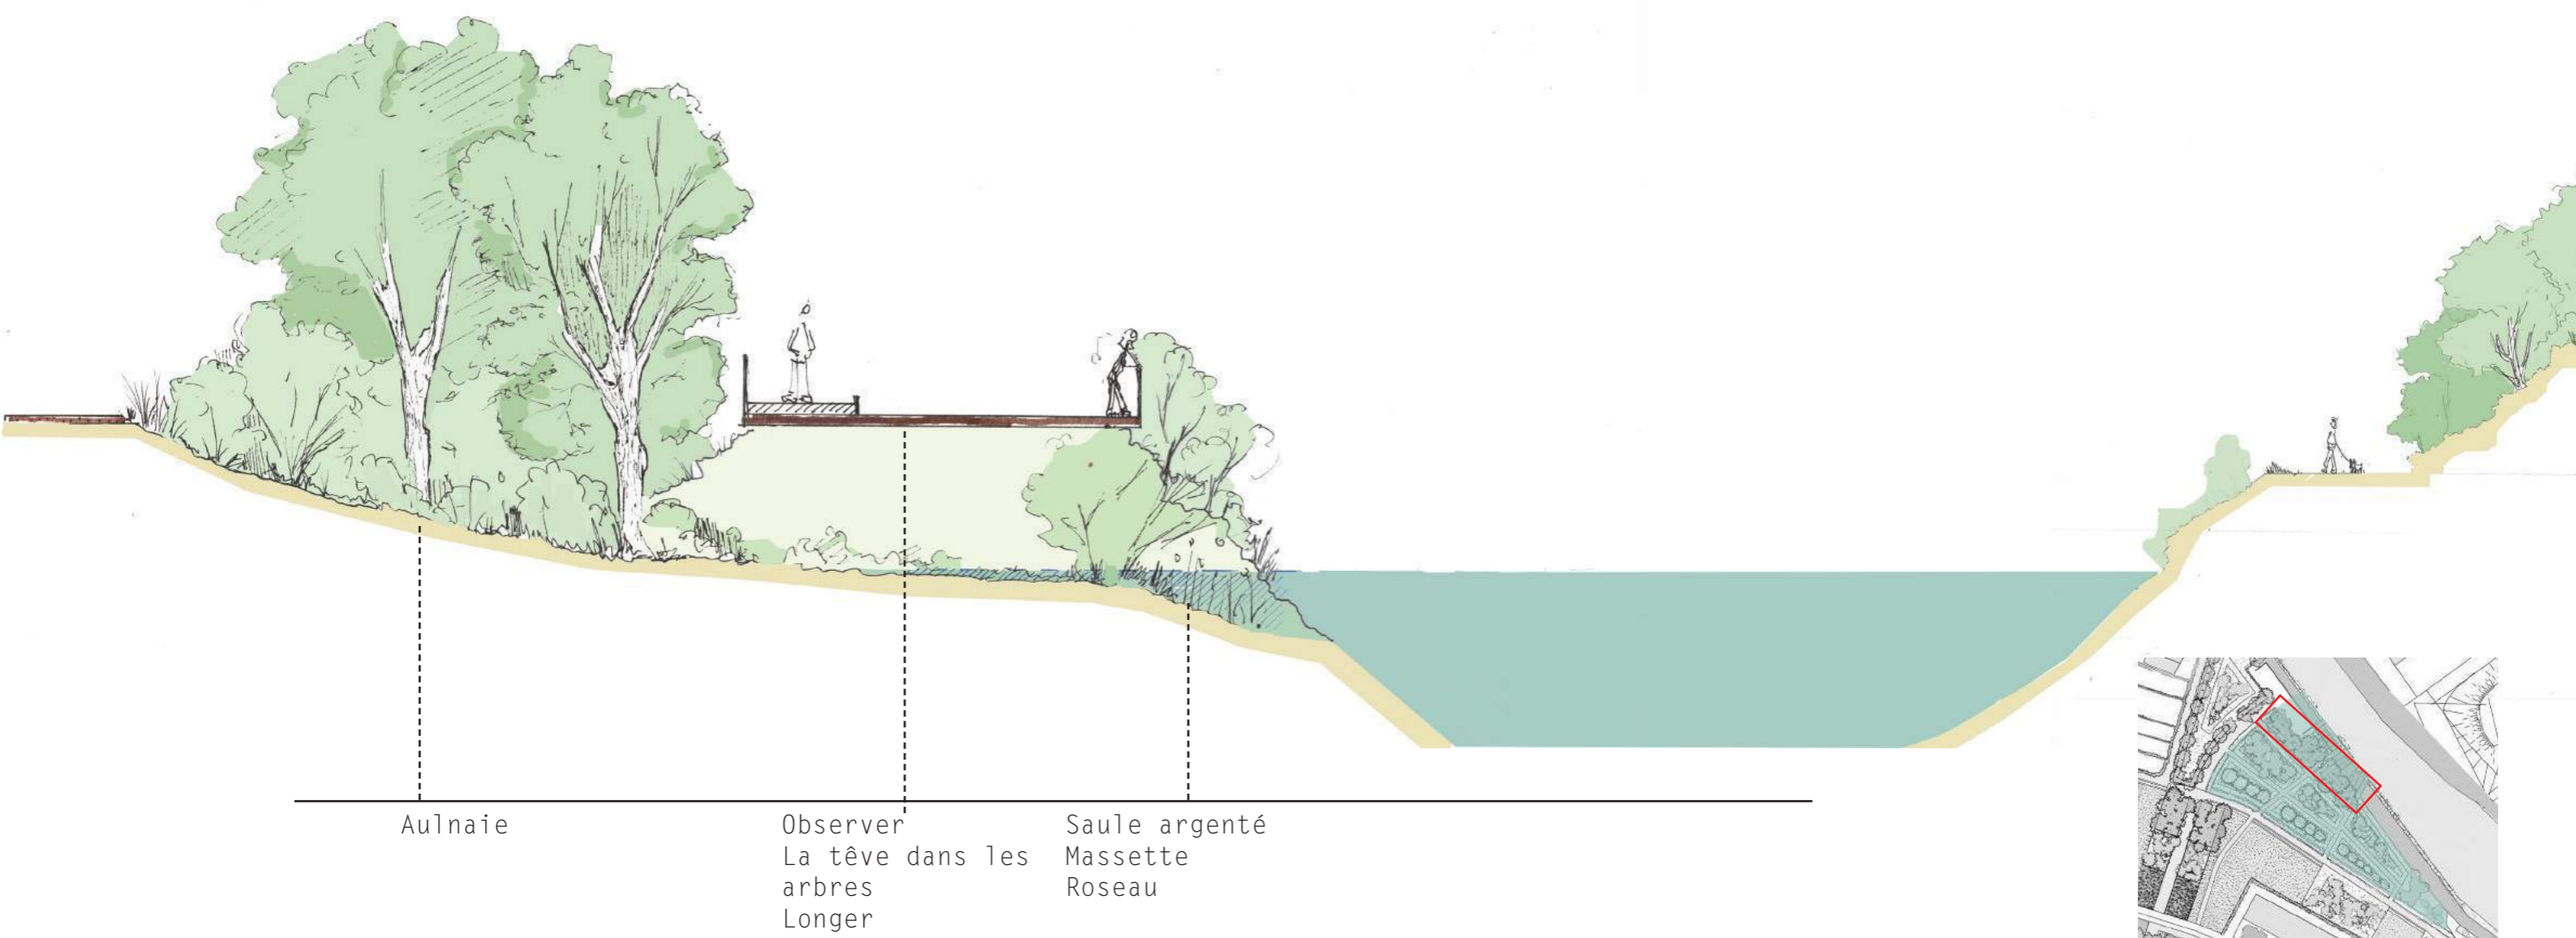 Aulnaie
Observer
La têve dans les
arbres
Longer
Saule argenté
Massette
Roseau